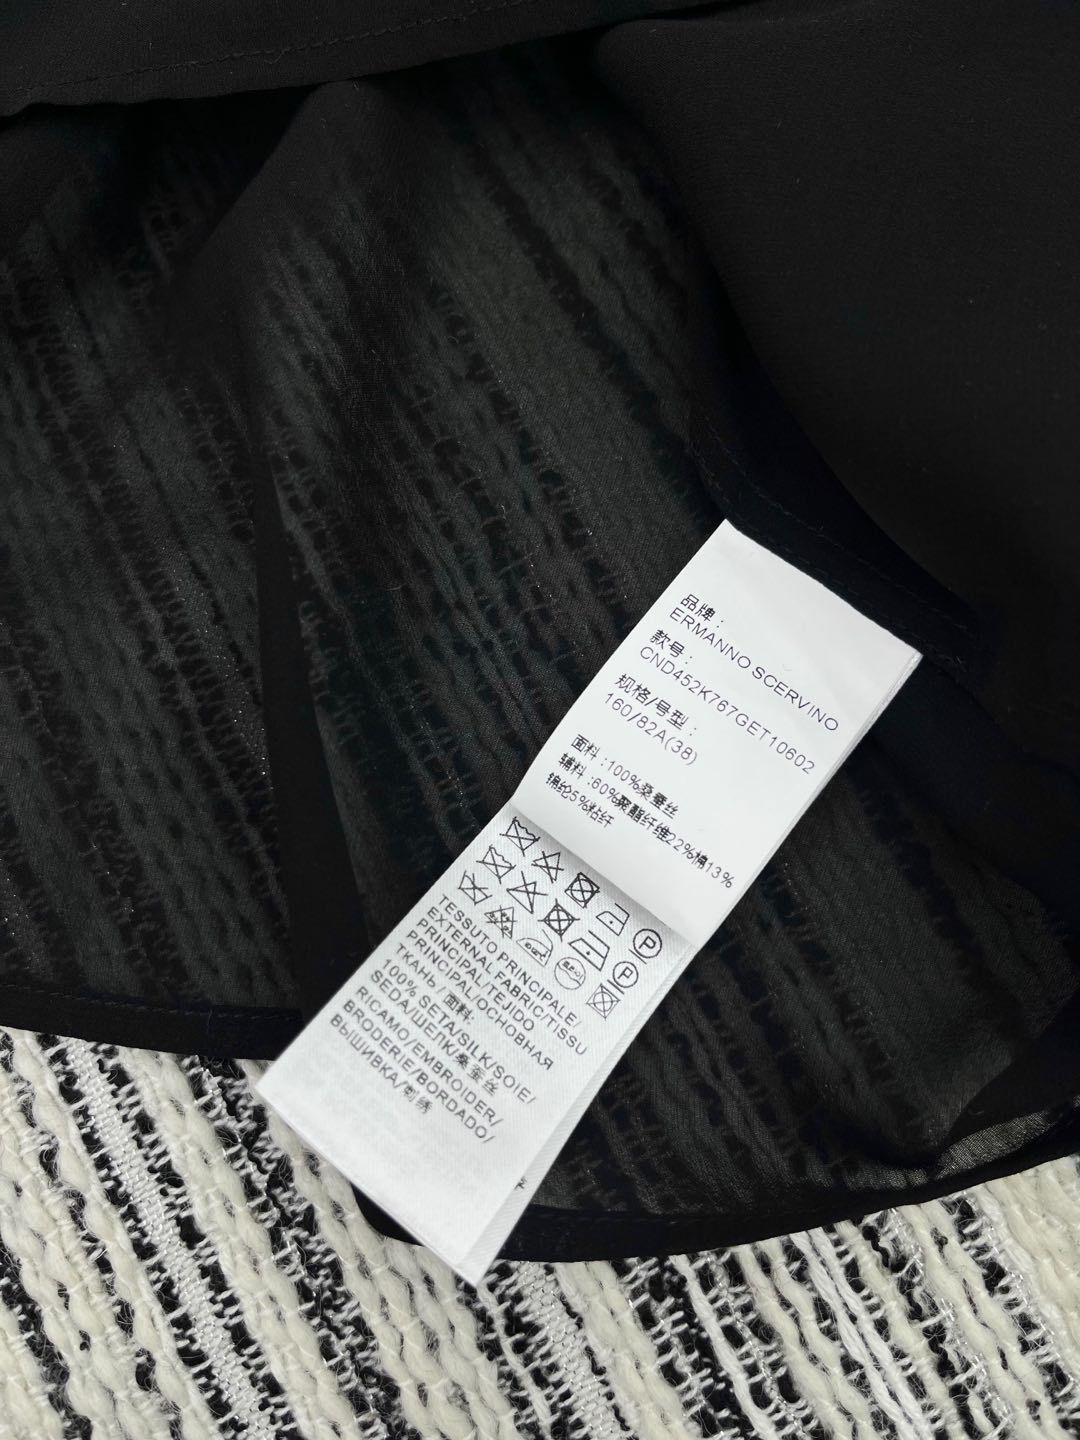 品牌：
ERMANNO SCERVINO
款号：
CND452K767GET10602
规格/号型：
160/82A(38)
面料：100%桑蚕丝
辅料：60%聚酯纤维22%棉13%
锦纶5%粘纤
TESSUTO PRINCIPALE/
EXTERNAL FABRIC/TISSU
PRINCIPAL/TEJIDO
PRINCIPAL/ОСНОВНАЯ
ТКАНЬ/面料:
100% SETA/SILK/SOIE/
SEDA/ШЕЛК/桑蚕丝
RICAMO/EMBROIDER/
BRODERIE/BORDADO/
ВЫШИВКА/刺绣